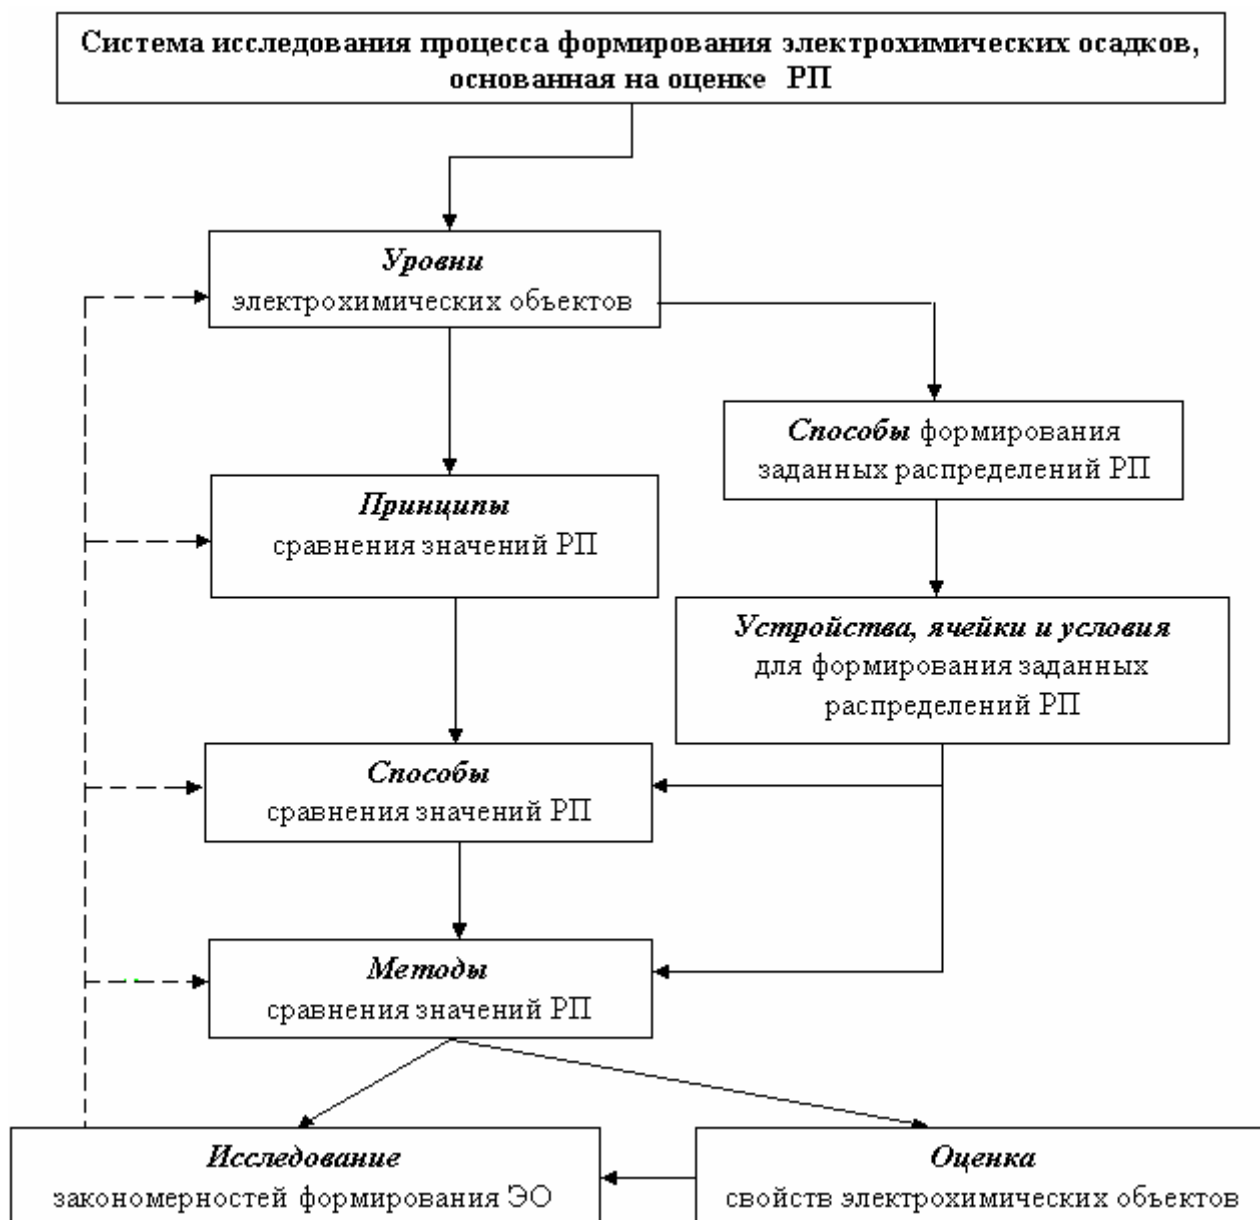 Система исследования процесса формирования электрохимических осадков,
основанная на оценке РП
Уровни
электрохимических объектов
Способы формирования
заданных распределений РП
Принципы
сравнения значений РП
Устройства, ячейки и условия
для формирования заданных
распределений РП
Способы
сравнения значений РП
Методы
сравнения значений РП
Исследование
закономерностей формирования ЭО
Оценка
свойств электрохимических объектов